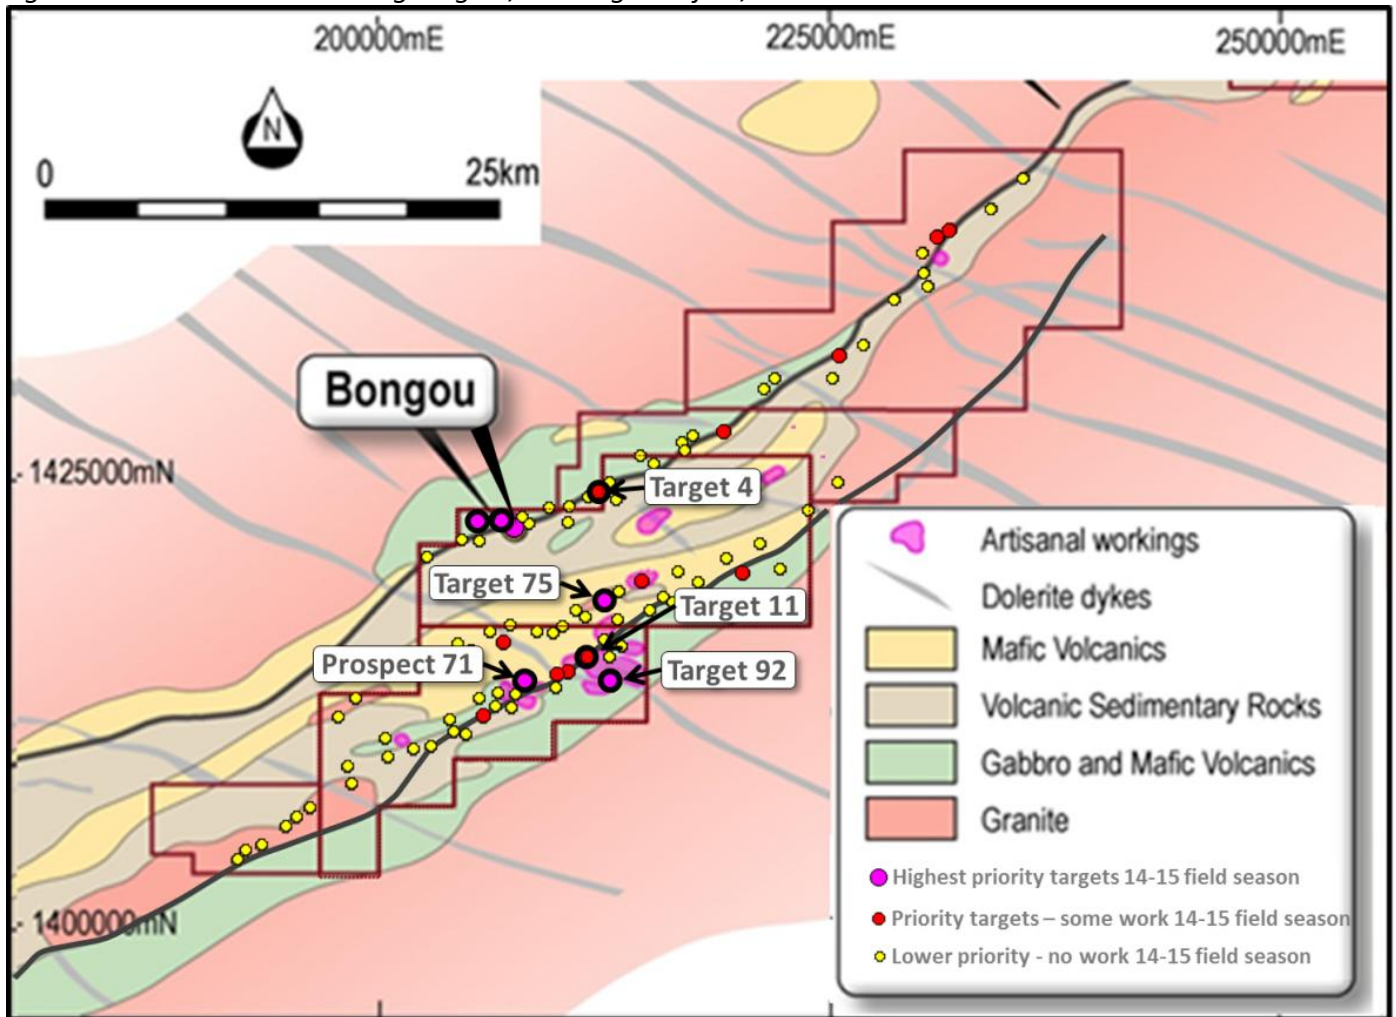 200000mE
225000mE
250000mE
N
0
25km
Bongou
1425000mN
Target 4
Target 75
Target 11
Prospect 71
Target 92
1400000mN
Artisanal workings
Dolerite dykes
Mafic Volcanics
Volcanic Sedimentary Rocks
Gabbro and Mafic Volcanics
Granite
Highest priority targets 14-15 field season
Priority targets – some work 14-15 field season
Lower priority - no work 14-15 field season